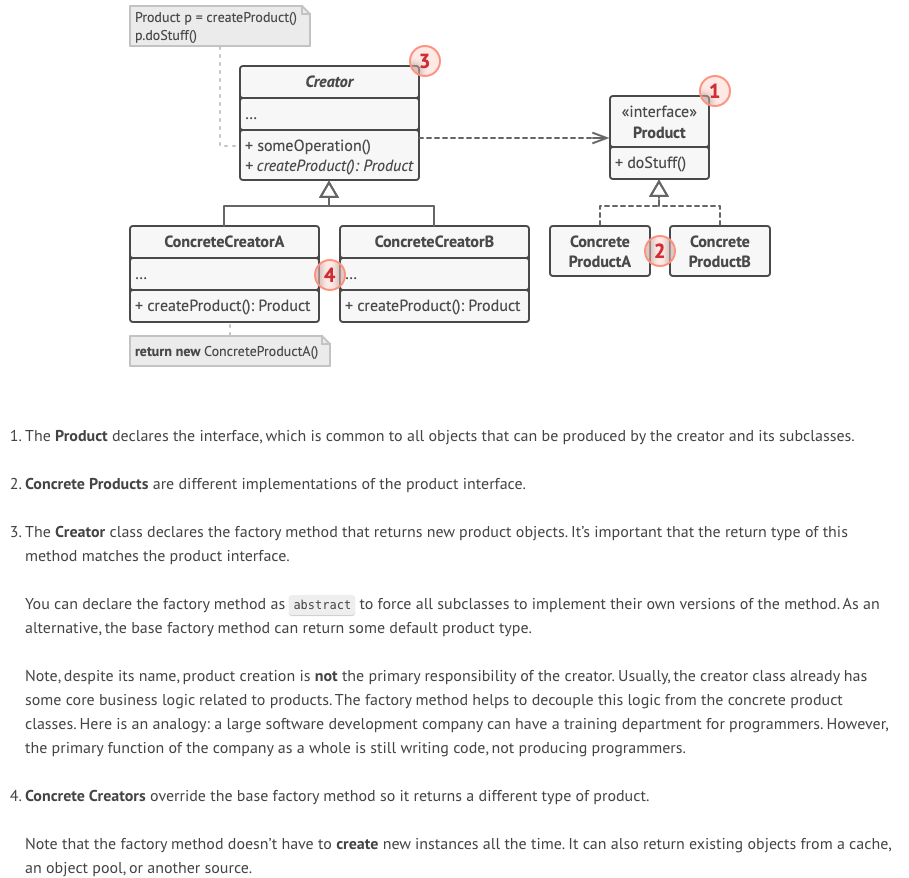 Product p = createProduct()
p.doStuff()
3
Creator
...
+ someOperation()
+ createProduct(): Product
1
«interface»
Product
+ doStuff()
ConcreteCreatorA
...
+ createProduct(): Product
4
ConcreteCreatorB
...
+ createProduct(): Product
Concrete
ProductA
2
Concrete
ProductB
return new ConcreteProductA()
1. The Product declares the interface, which is common to all objects that can be produced by the creator and its subclasses.
2. Concrete Products are different implementations of the product interface.
3. The Creator class declares the factory method that returns new product objects. It’s important that the return type of this
method matches the product interface.
You can declare the factory method as abstract to force all subclasses to implement their own versions of the method. As an
alternative, the base factory method can return some default product type.
Note, despite its name, product creation is not the primary responsibility of the creator. Usually, the creator class already has
some core business logic related to products. The factory method helps to decouple this logic from the concrete product
classes. Here is an analogy: a large software development company can have a training department for programmers. However,
the primary function of the company as a whole is still writing code, not producing programmers.
4. Concrete Creators override the base factory method so it returns a different type of product.
Note that the factory method doesn’t have to create new instances all the time. It can also return existing objects from a cache,
an object pool, or another source.